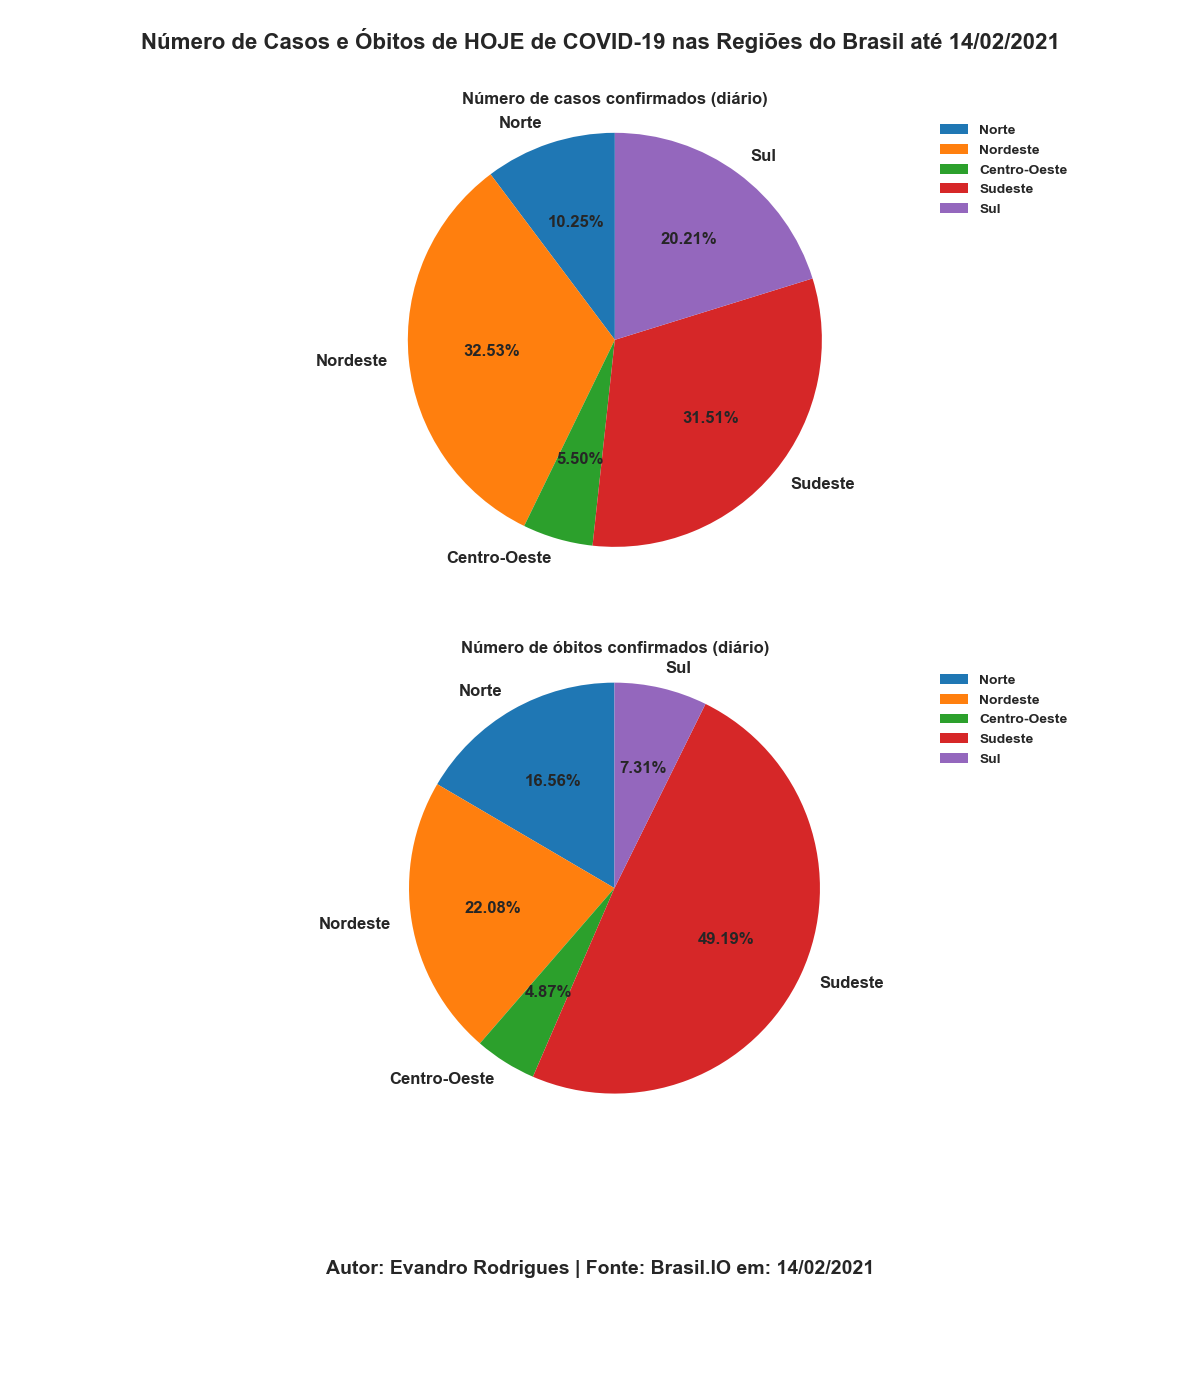 Número de Casos e Óbitos de HOJE de COVID-19 nas Regiões do Brasil até 14/02/2021
Número de casos confirmados (diário)
Norte
Sul
10.25%
20.21%
Nordeste
32.53%
31.51%
5.50%
Sudeste
Centro-Oeste
Norte
Nordeste
Centro-Oeste
Sudeste
Sul
Número de óbitos confirmados (diário)
Sul
Norte
7.31%
16.56%
22.08%
Nordeste
49.19%
4.87%
Sudeste
Centro-Oeste
Norte
Nordeste
Centro-Oeste
Sudeste
Sul
Autor: Evandro Rodrigues | Fonte: Brasil.IO em: 14/02/2021